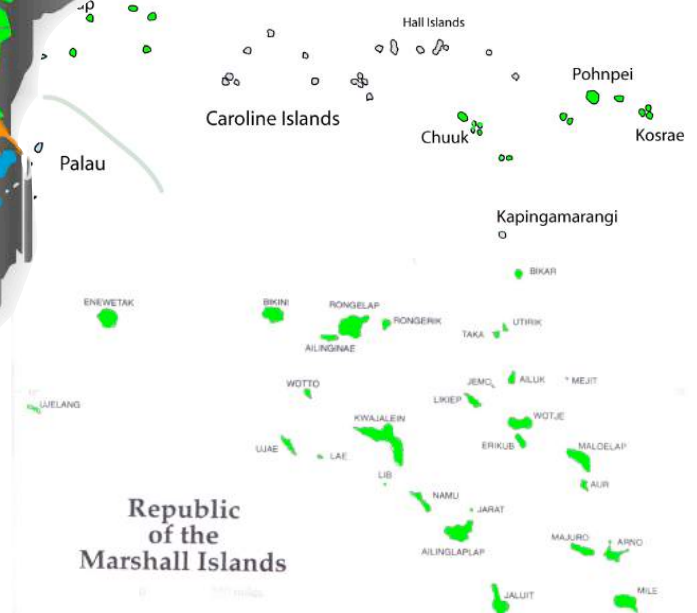 Hall Islands
Pohnpei
Caroline Islands
Chuuk
Kosrae
Palau
Kapingamarangi
BIKAR
ENEWETAK
BIKINI
RONGELAP
RONGERIK
UTIRIK
TAKA
AILINGINAE
WOTTO
JEMO
AILUK
MEJIT
LIKIEP
UJELANG
KWAJALEIN
WOTJE
ERIKUB
MALOELAP
UJAE
LAE
LIB
AUR
NAMU
JARAT
Republic
of the
Marshall Islands
AILINGLAPLAP
MAJURO
ARNO
JALUIT
MILE